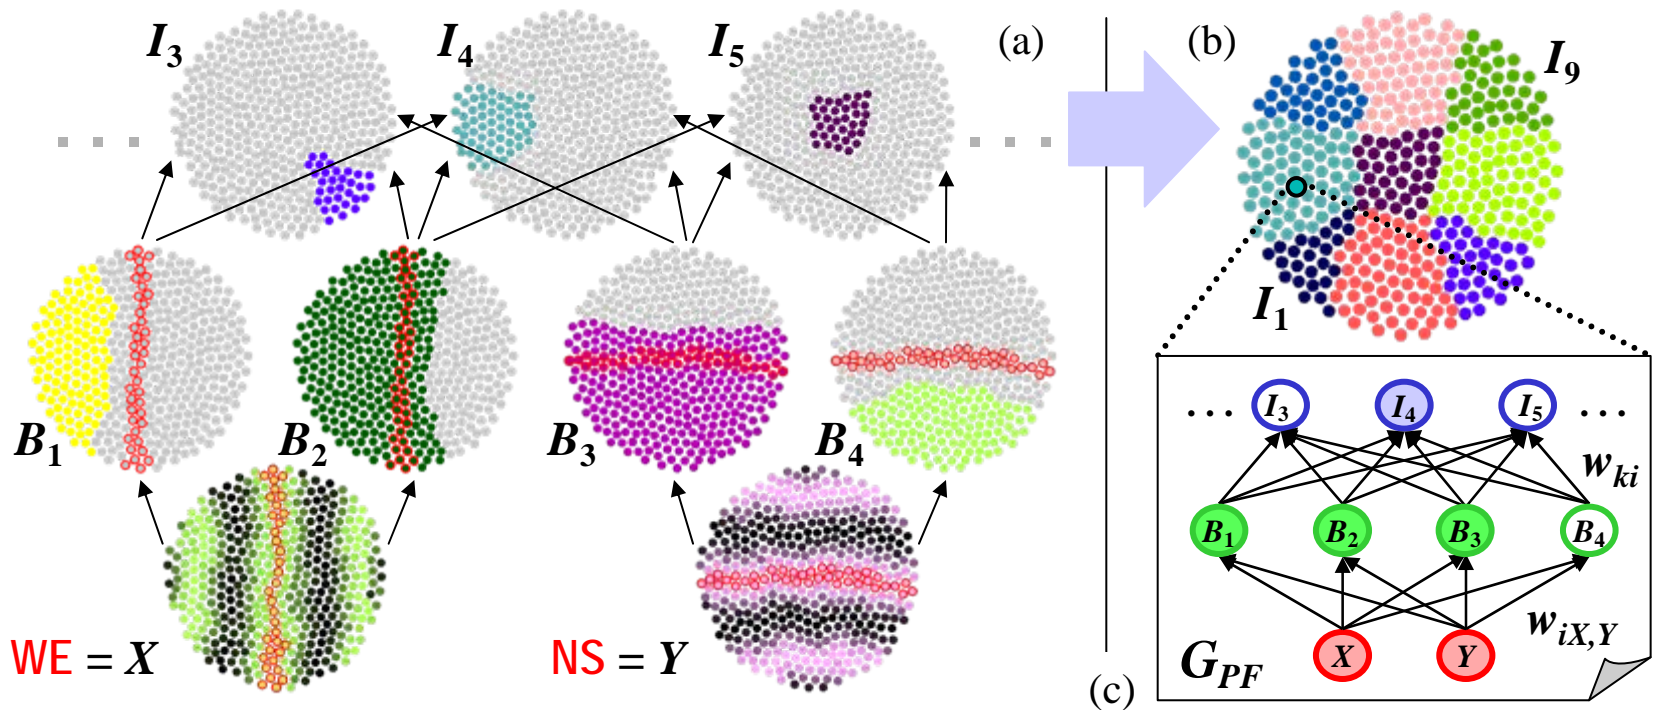 I3 I4 I5 (a)
(b) I9
I1
B1 B2 B3 B4
WE = X NS = Y
(c)
... I3 I4 I5 ...
wki
B1 B2 B3 B4
wiX,Y
X Y
GPF